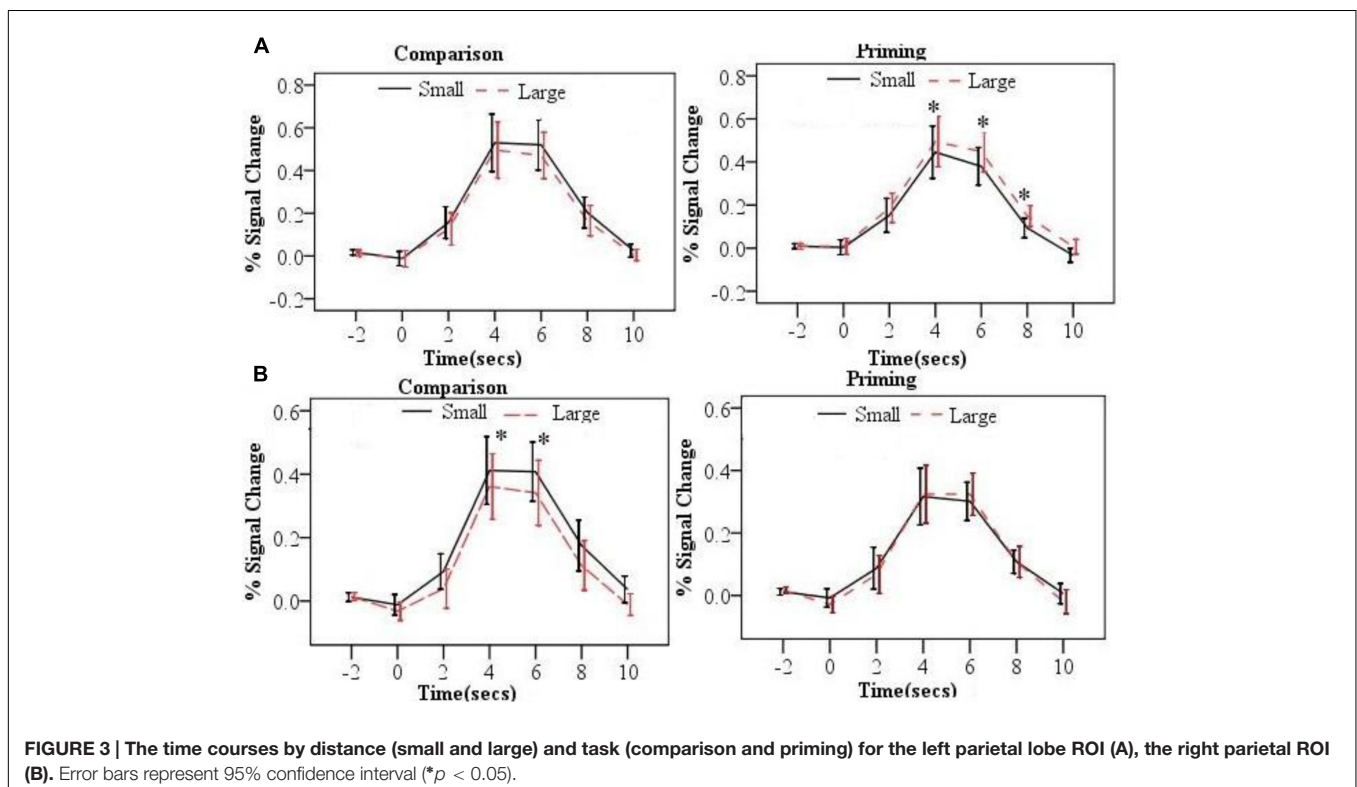 A
Comparison
Small Large
% Signal Change
0.8
0.6
0.4
0.2
0.0
-0.2
-2 0 2 4 6 8 10
Time(secs)
Priming
Small Large
% Signal Change
0.8
0.6
0.4
0.2
0.0
-0.2
* * *
-2 0 2 4 6 8 10
Time(secs)
B
Comparison
Small Large
% Signal Change
0.6
0.4
0.2
0.0
* *
-2 0 2 4 6 8 10
Time(secs)
Priming
Small Large
% Signal Change
0.6
0.4
0.2
0.0
-2 0 2 4 6 8 10
Time(secs)
FIGURE 3 | The time courses by distance (small and large) and task (comparison and priming) for the left parietal lobe ROI (A), the right parietal ROI
(B). Error bars represent 95% confidence interval (*p < 0.05).